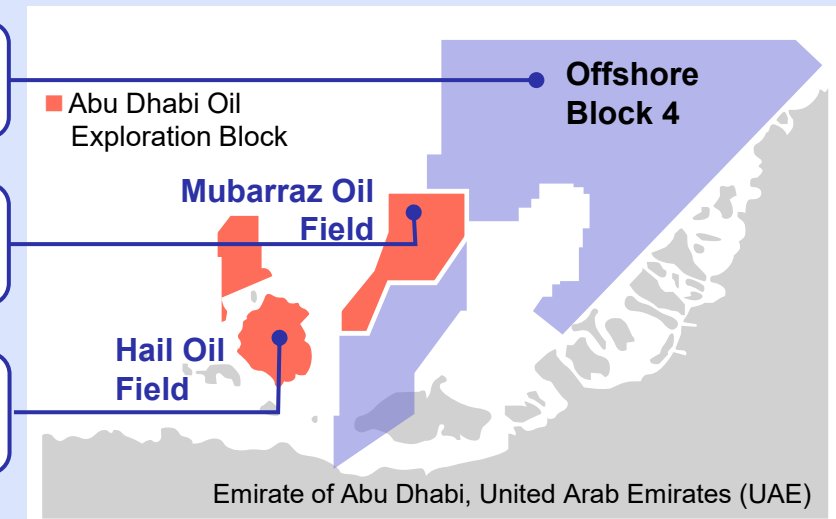 Offshore
Block 4
Abu Dhabi Oil
Exploration Block
Mubarraz Oil
Field
Hail Oil
Field
Emirate of Abu Dhabi, United Arab Emirates (UAE)